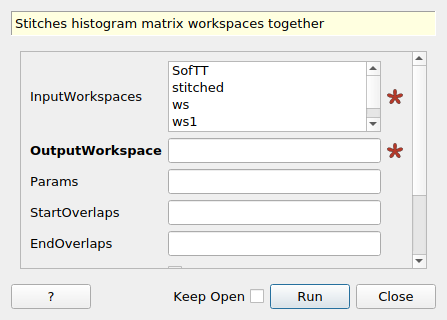 Stitches histogram matrix workspaces together
InputWorkspaces
SofTT
stitched
ws
ws1
OutputWorkspace
Params
StartOverlaps
EndOverlaps
?
Keep Open
Run
Close